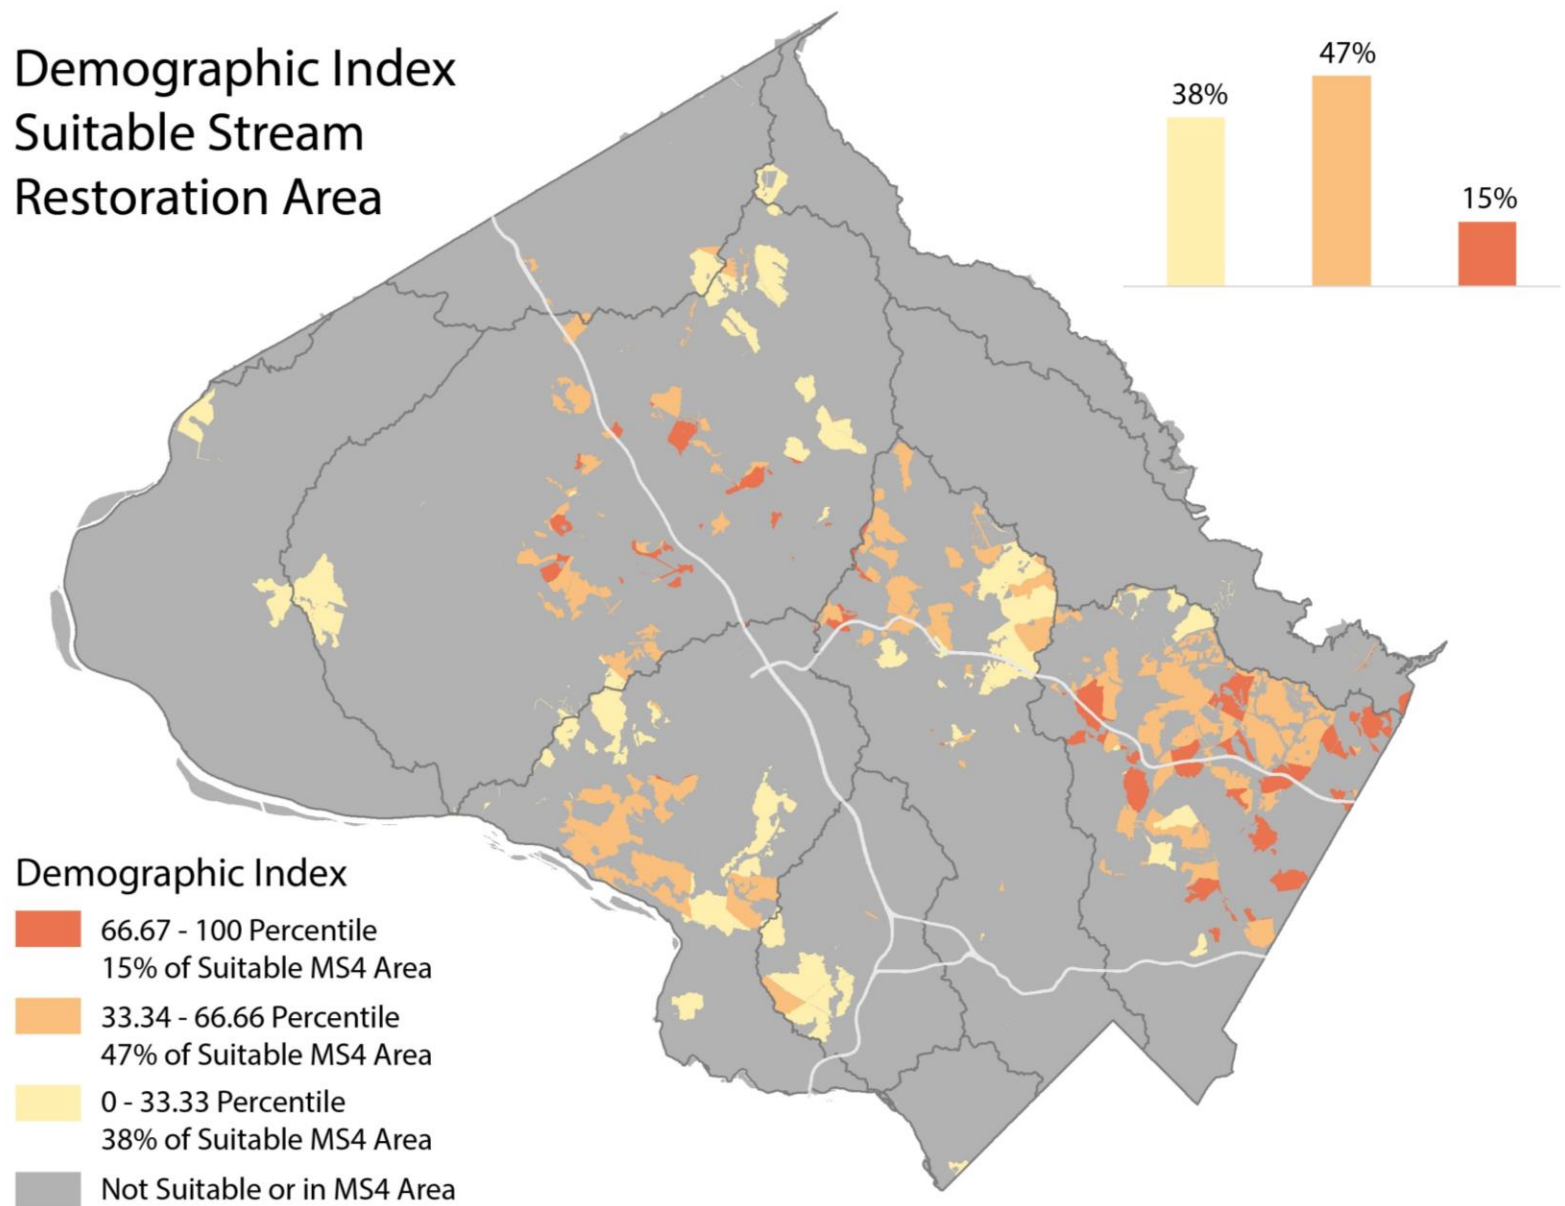 Demographic Index
Suitable Stream
Restoration Area
38%
47%
15%
Demographic Index
66.67 - 100 Percentile
15% of Suitable MS4 Area
33.34 - 66.66 Percentile
47% of Suitable MS4 Area
0 - 33.33 Percentile
38% of Suitable MS4 Area
Not Suitable or in MS4 Area